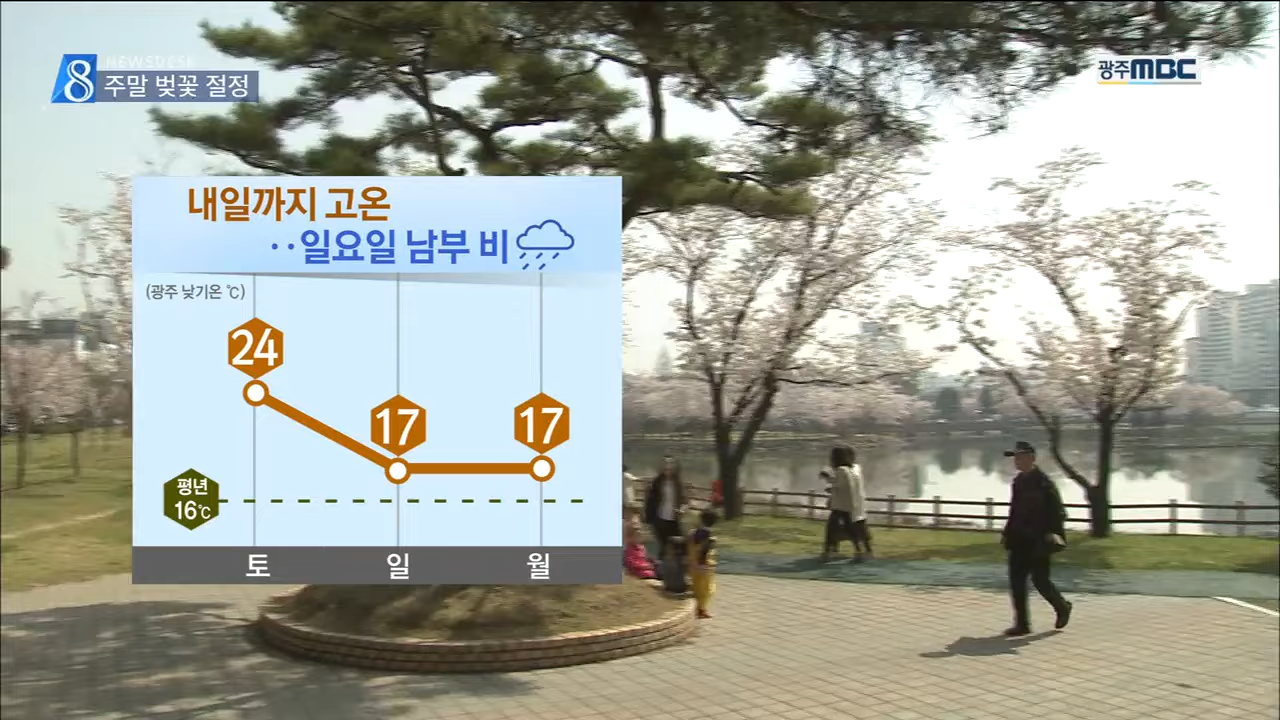 NEWSDESK
8 주말 벚꽃 절정
광주MBC
내일까지 고온
··일요일 남부 비
(광주 낮기온 ℃)
24
17
17
평년
16℃
토 일 월